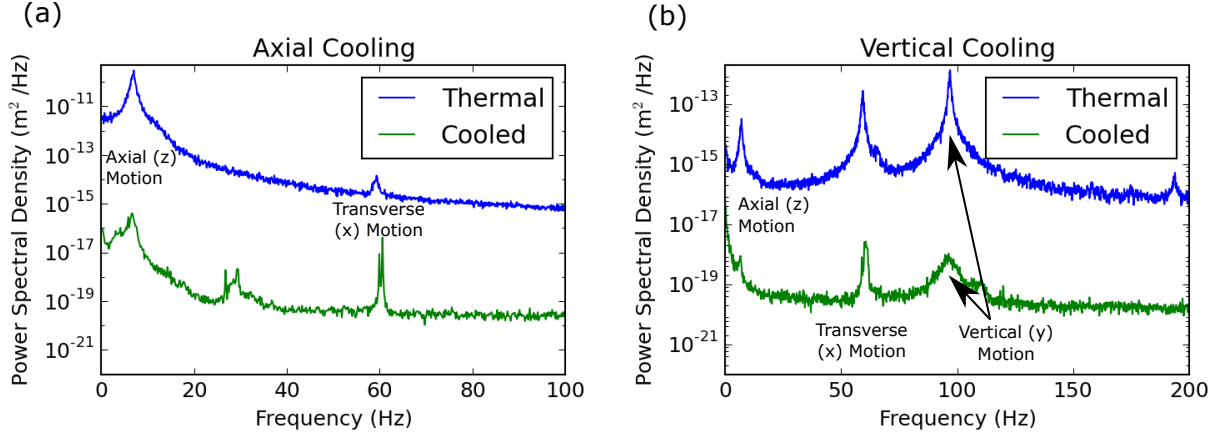 (a)
Axial Cooling
Power Spectral Density (m² /Hz)
10⁻¹¹
10⁻¹³
10⁻¹⁵
10⁻¹⁷
10⁻¹⁹
10⁻²¹
Thermal
Cooled
Axial (z)
Motion
Transverse
(x) Motion
0
20
40
60
80
100
Frequency (Hz)
(b)
Vertical Cooling
Power Spectral Density (m² /Hz)
10⁻¹³
10⁻¹⁵
10⁻¹⁷
10⁻¹⁹
10⁻²¹
Thermal
Cooled
Axial (z)
Motion
Transverse
(x) Motion
Vertical (y)
Motion
0
50
100
150
200
Frequency (Hz)